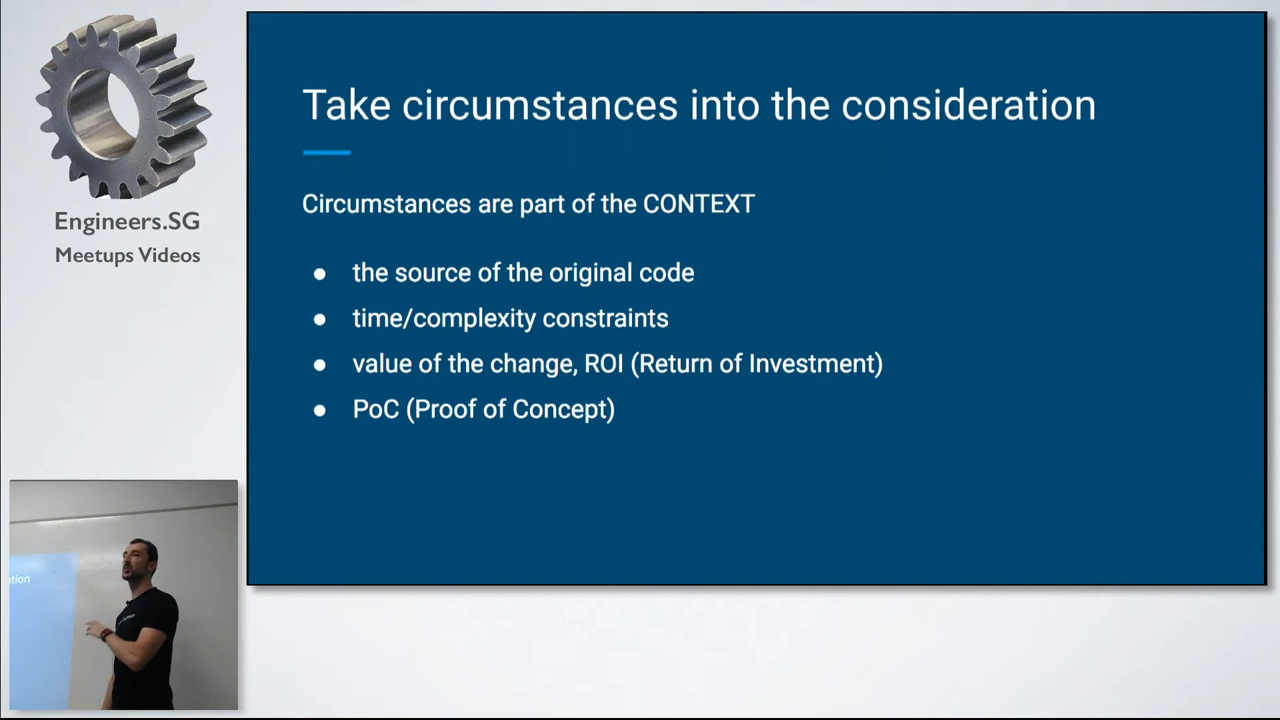 Engineers.SG
Meetups Videos
Take circumstances into the consideration
Circumstances are part of the CONTEXT
● the source of the original code
● time/complexity constraints
● value of the change, ROI (Return of Investment)
● PoC (Proof of Concept)